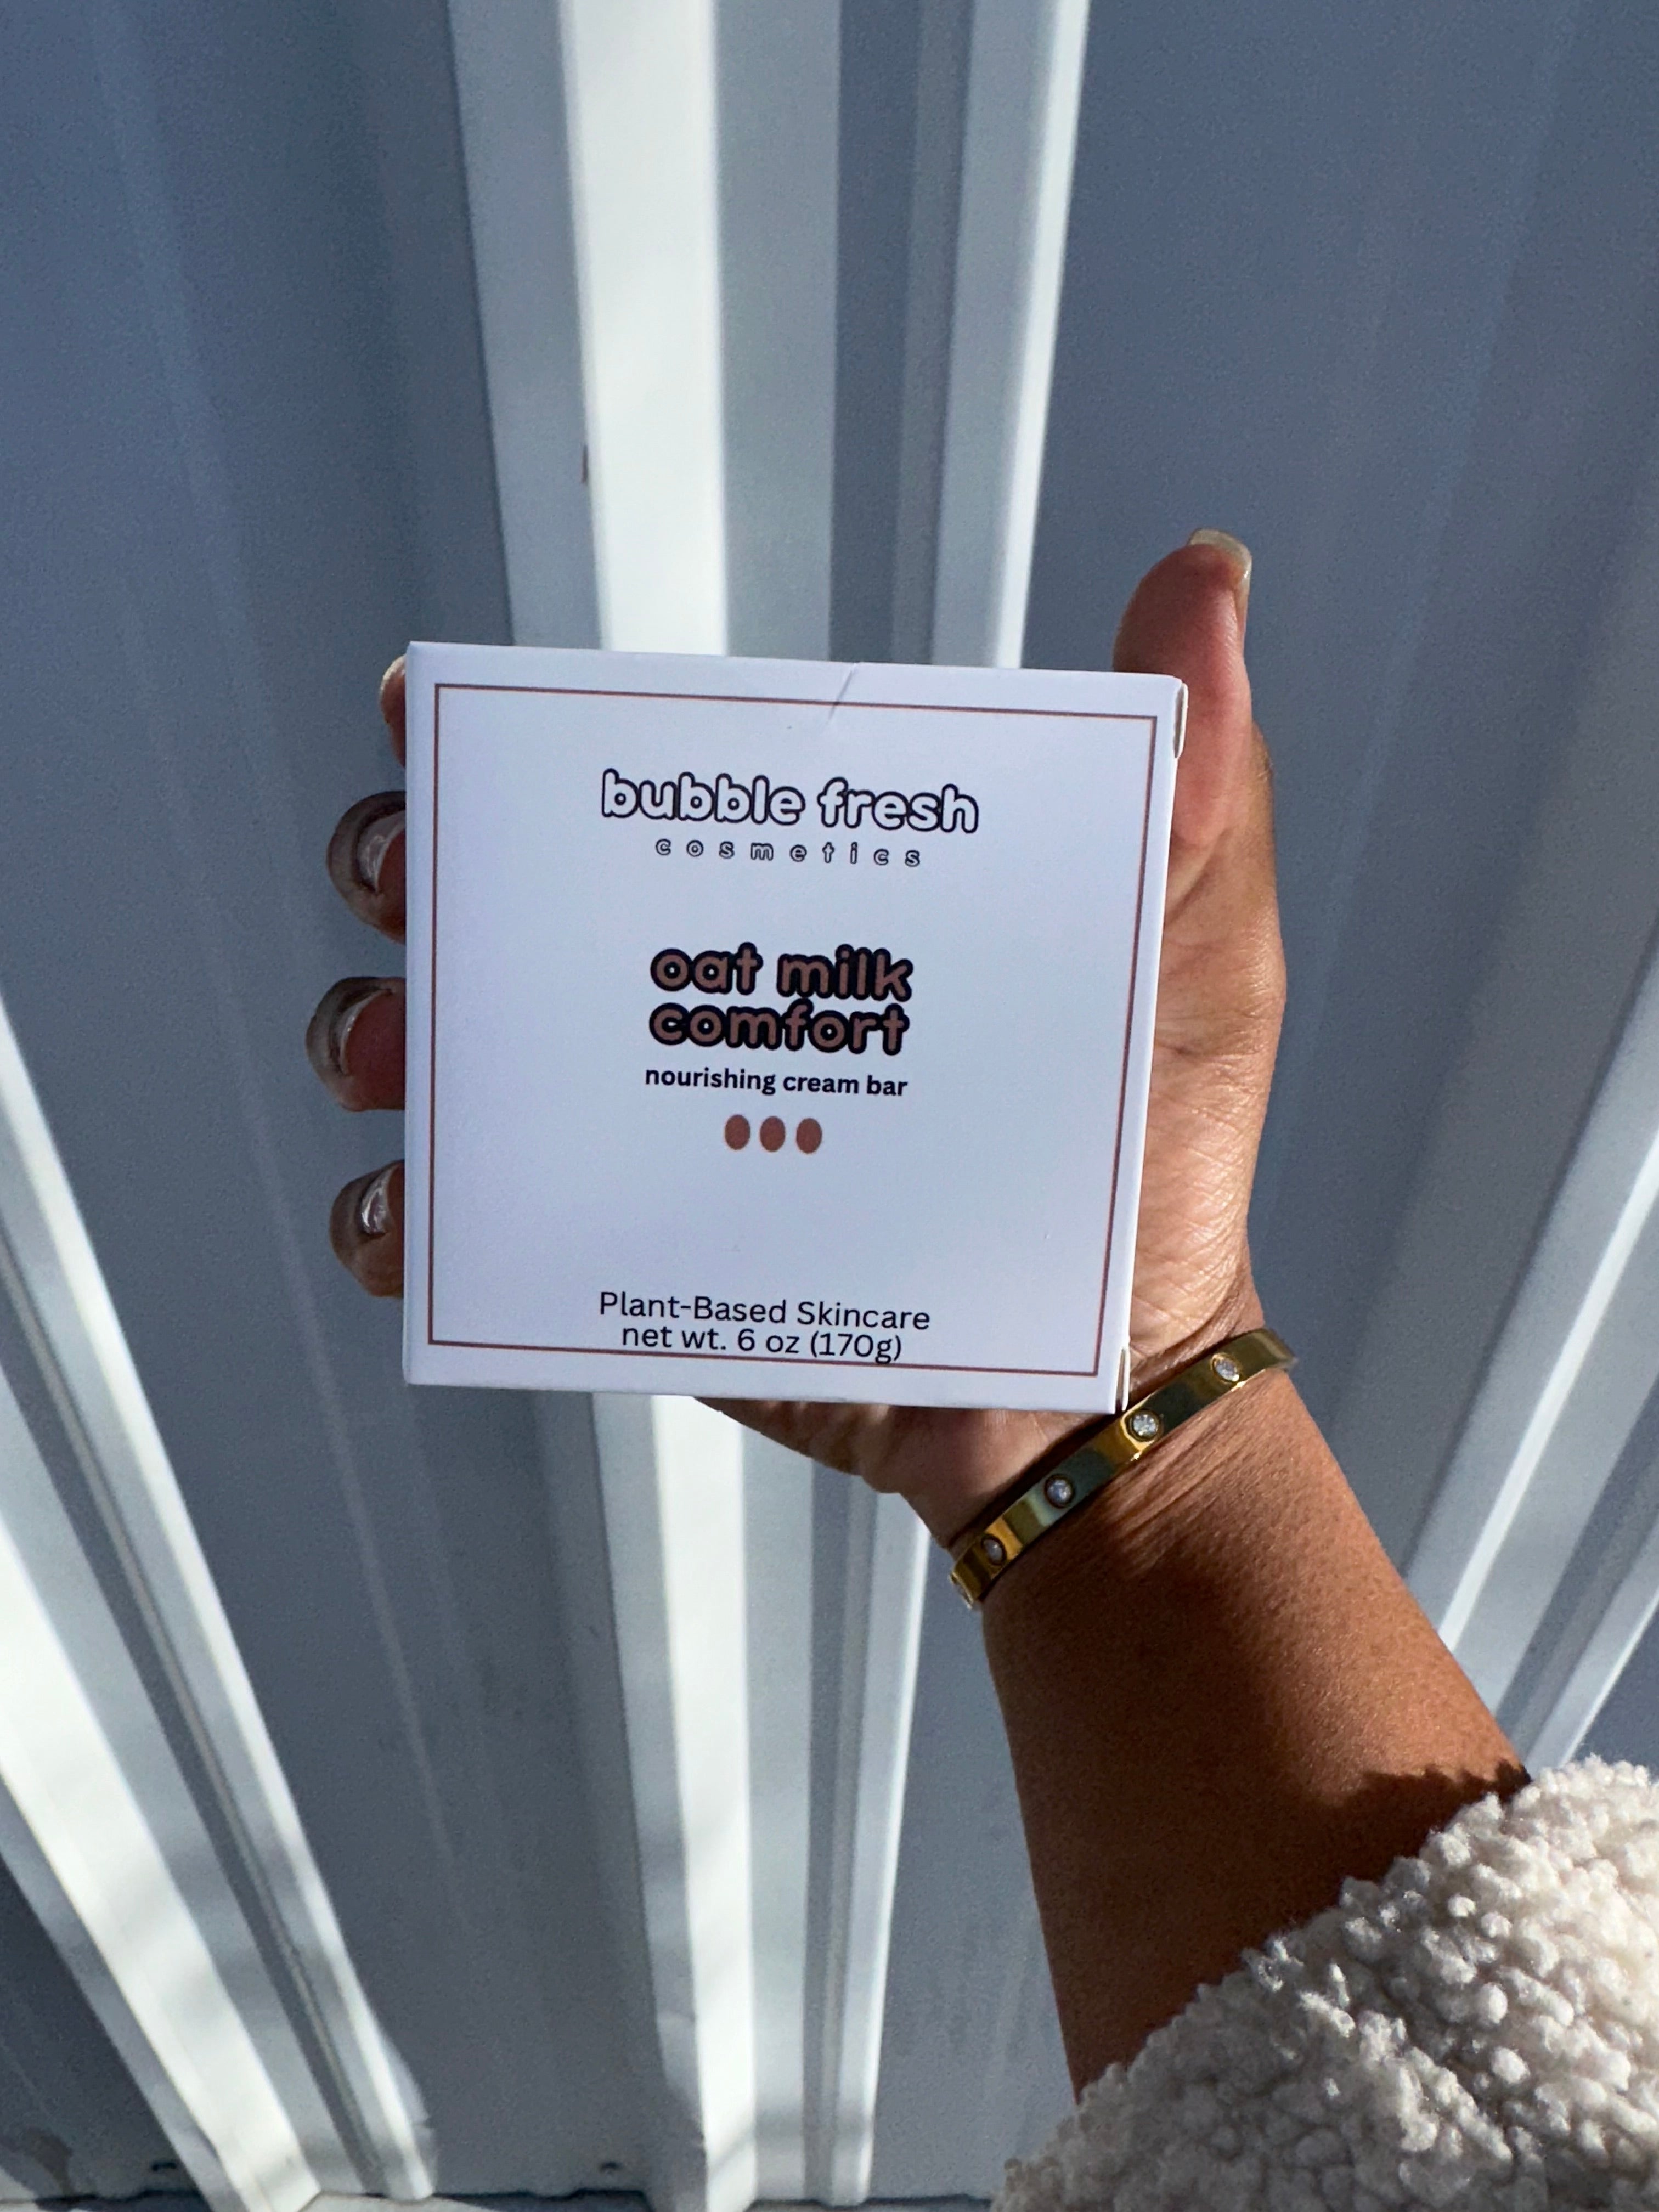 bubble fresh
cosmetics
oat milk
comfort
nourishing cream bar
Plant-Based Skincare
net wt. 6 oz (170g)